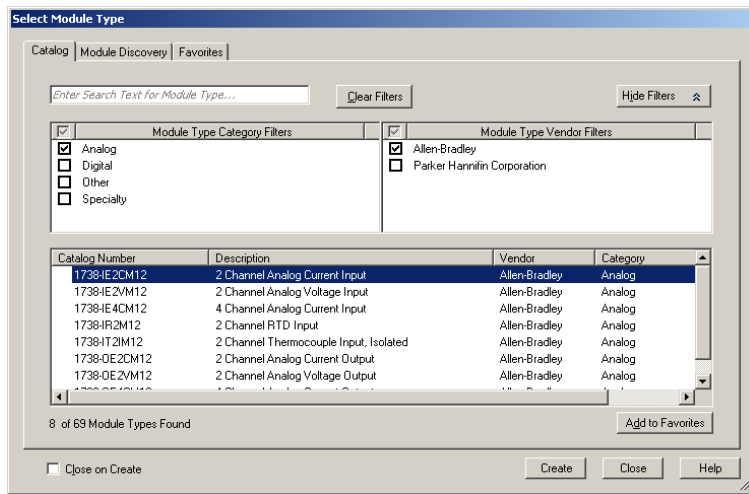 Select Module Type
Catalog Module Discovery Favorites
Enter Search Text for Module Type... Clear Filters Hide Filters
Module Type Category Filters Module Type Vendor Filters
Analog Allen-Bradley
Digital Parker Hannifin Corporation
Other
Specialty
Catalog Number Description Vendor Category
1738-IE2CM12 2 Channel Analog Current Input Allen-Bradley Analog
1738-IE2VM12 2 Channel Analog Voltage Input Allen-Bradley Analog
1738-IE4CM12 4 Channel Analog Current Input Allen-Bradley Analog
1738-IR2M12 2 Channel RTD Input Allen-Bradley Analog
1738-IT2IM12 2 Channel Thermocouple Input, Isolated Allen-Bradley Analog
1738-OE2CM12 2 Channel Analog Current Output Allen-Bradley Analog
1738-OE2VM12 2 Channel Analog Voltage Output Allen-Bradley Analog
8 of 69 Module Types Found Add to Favorites
Close on Create Create Close Help